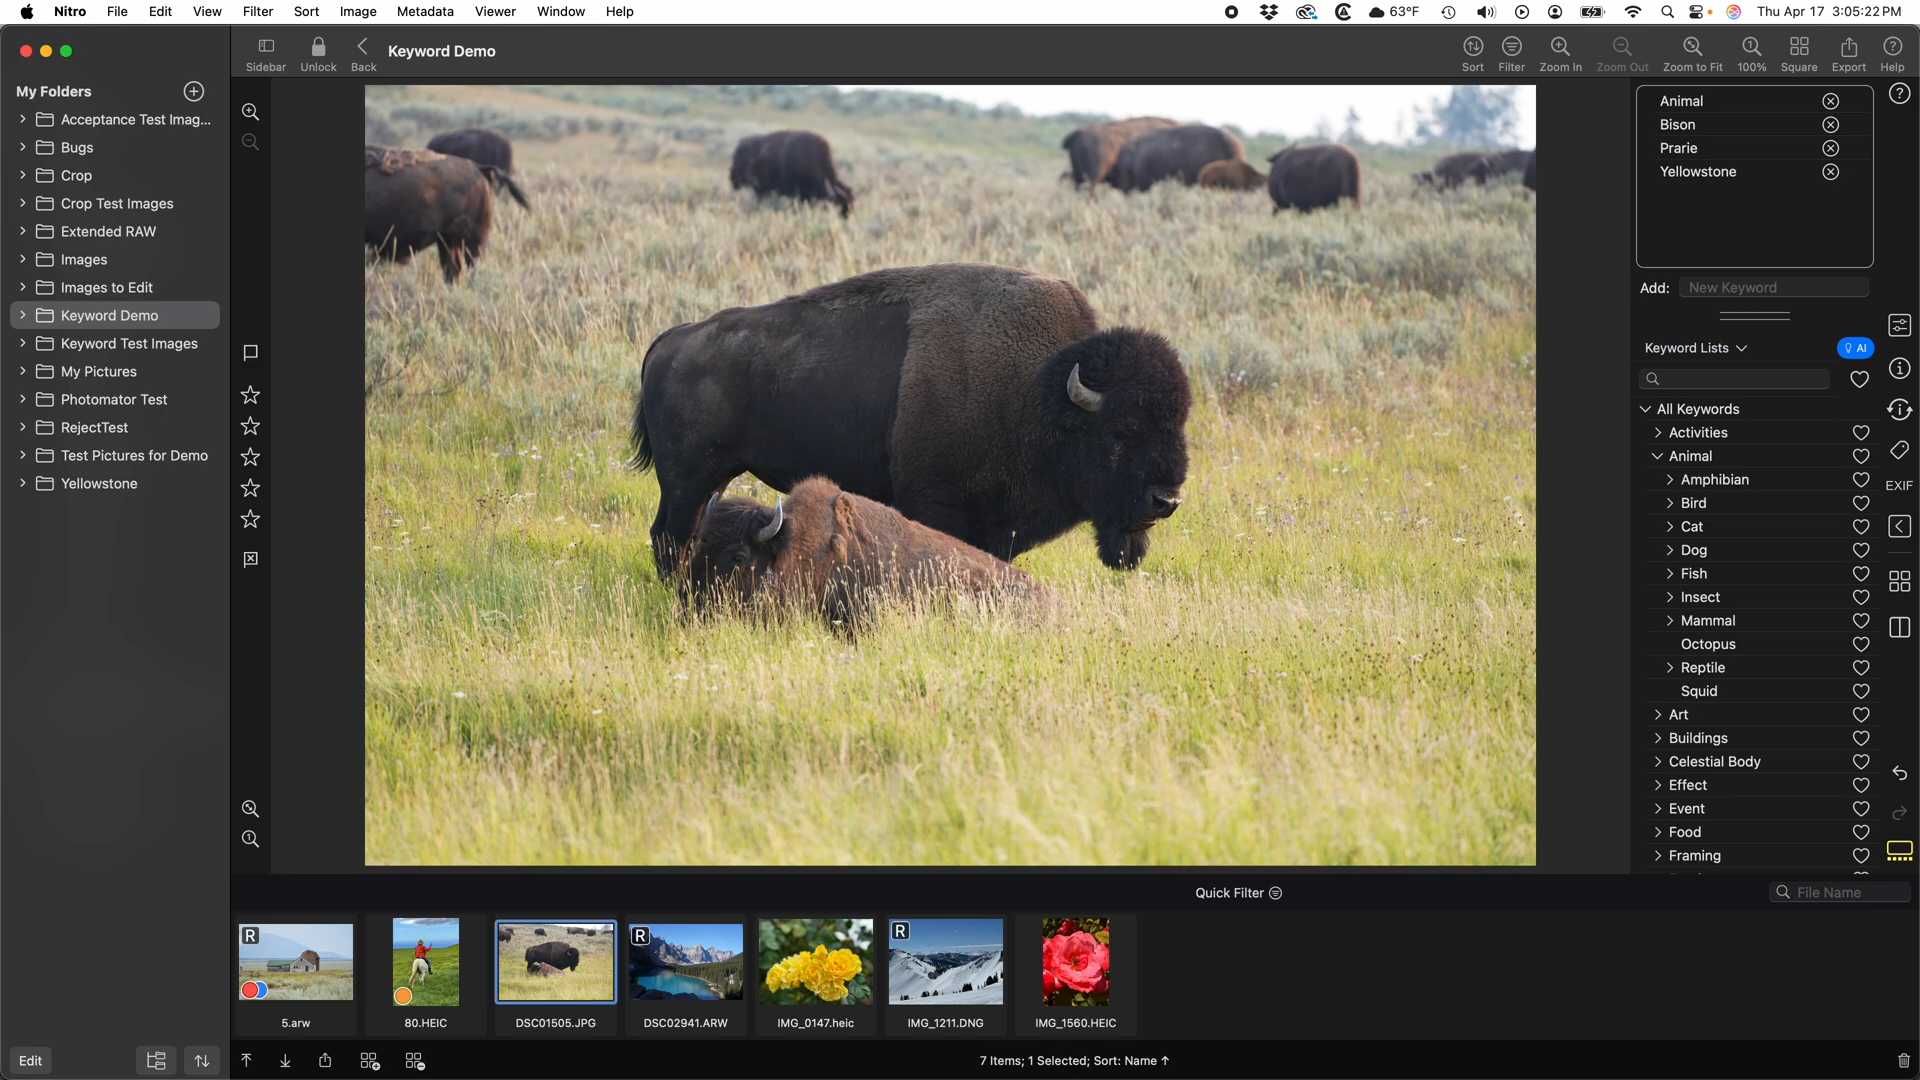 Nitro File Edit View Filter Sort Image Metadata Viewer Window Help 63°F Thu Apr 17 3:05:22 PM
Sidebar Unlock Back Keyword Demo Sort Filter Zoom In Zoom Out Zoom to Fit 100% Square Export Help
My Folders
Acceptance Test Imag...
Bugs
Crop
Crop Test Images
Extended RAW
Images
Images to Edit
Keyword Demo
Keyword Test Images
My Pictures
Photomator Test
RejectTest
Test Pictures for Demo
Yellowstone
Edit
Animal
Bison
Prarie
Yellowstone
Add: New Keyword
Keyword Lists AI
All Keywords
Activities
Animal
Amphibian
Bird
Cat
Dog
Fish
Insect
Mammal
Octopus
Reptile
Squid
Art
Buildings
Celestial Body
Effect
Event
Food
Framing
EXIF
Quick Filter File Name
R R R
5.arw 80.HEIC DSC01505.JPG DSC02941.ARW IMG_0147.heic IMG_1211.DNG IMG_1560.HEIC
7 Items; 1 Selected; Sort: Name ↑